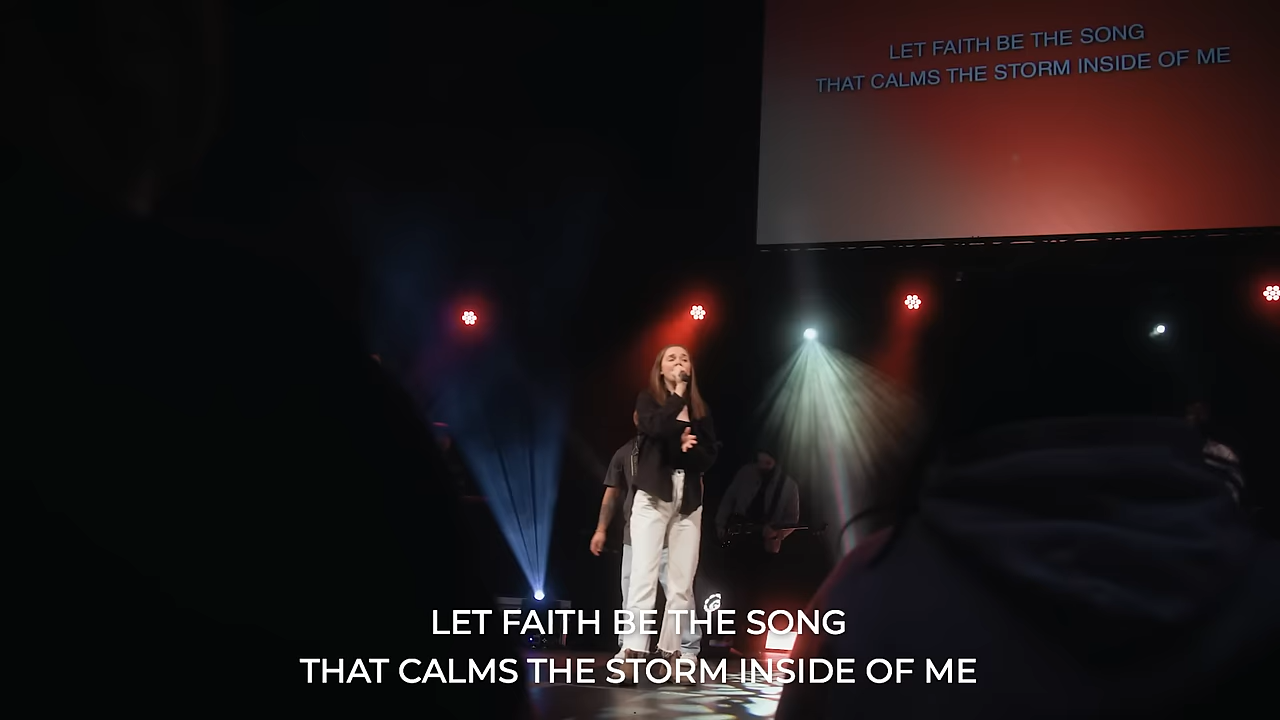 LET FAITH BE THE SONG
THAT CALMS THE STORM INSIDE OF ME
LET FAITH BE THE SONG
THAT CALMS THE STORM INSIDE OF ME